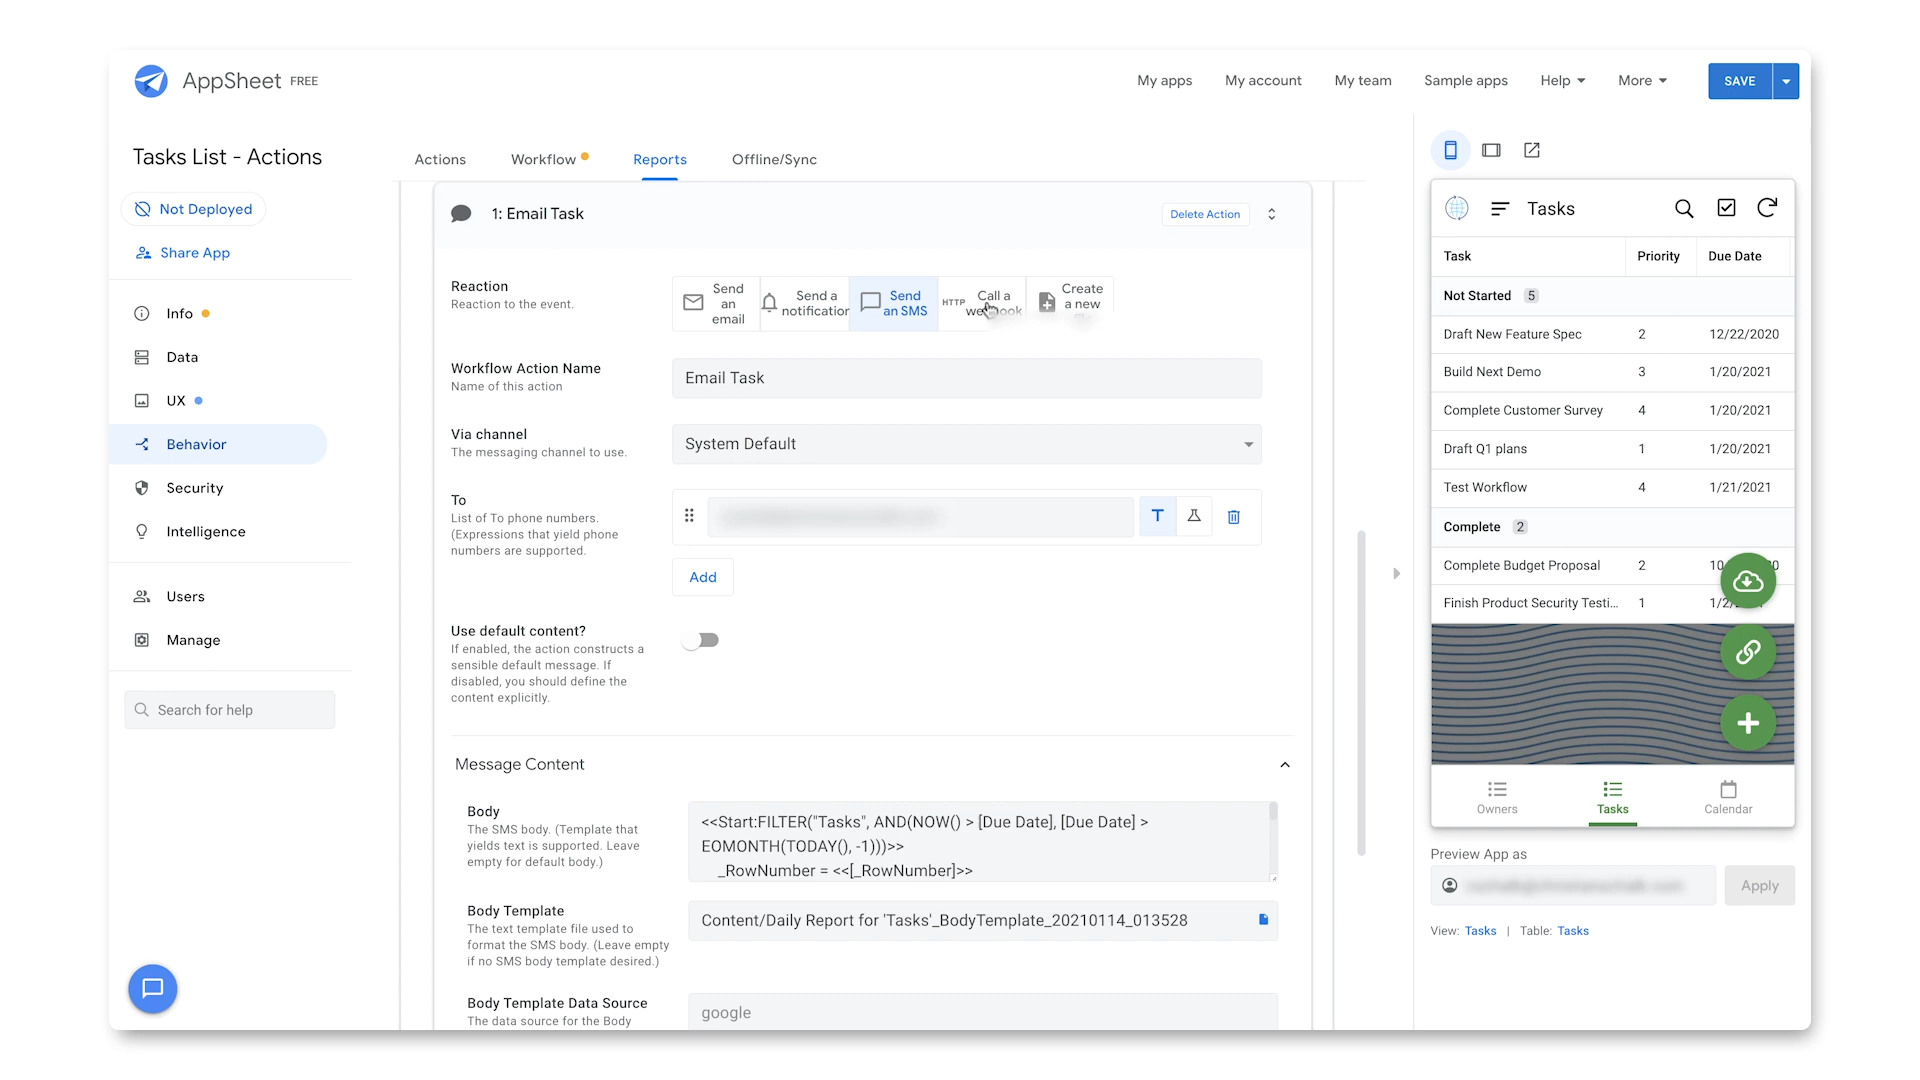 AppSheet FREE
My apps
My account
My team
Sample apps
Help
More
SAVE
Tasks List - Actions
Not Deployed
Share App
Info
Data
UX
Behavior
Security
Intelligence
Users
Manage
Search for help
Actions
Workflow
Reports
Offline/Sync
1: Email Task
Delete Action
Reaction
Reaction to the event.
Send
an
email
Send a
notification
Send
an SMS
HTTP
Call a
Create
a new
Workflow Action Name
Name of this action
Email Task
Via channel
The messaging channel to use.
System Default
To
List of To phone numbers.
(Expressions that yield phone
numbers are supported.
T
Add
Use default content?
If enabled, the action constructs a
sensible default message. If
disabled, you should define the
content explicitly.
Message Content
Body
The SMS body. (Template that
yields text is supported. Leave
empty for default body.)
<<Start:FILTER("Tasks", AND(NOW() > [Due Date], [Due Date] >
EOMONTH(TODAY(), -1)))>>
_RowNumber = <<[_RowNumber]>>
Body Template
The text template file used to
format the SMS body. (Leave empty
if no SMS body template desired.)
Content/Daily Report for 'Tasks'_BodyTemplate_20210114_013528
Body Template Data Source
The data source for the Body
google
Tasks
Task Priority Due Date
Not Started 5
Draft New Feature Spec 2 12/22/2020
Build Next Demo 3 1/20/2021
Complete Customer Survey 4 1/20/2021
Draft Q1 plans 1 1/20/2021
Test Workflow 4 1/21/2021
Complete 2
Complete Budget Proposal 2
Finish Product Security Testi... 1
Owners
Tasks
Calendar
Preview App as
Apply
View: Tasks | Table: Tasks